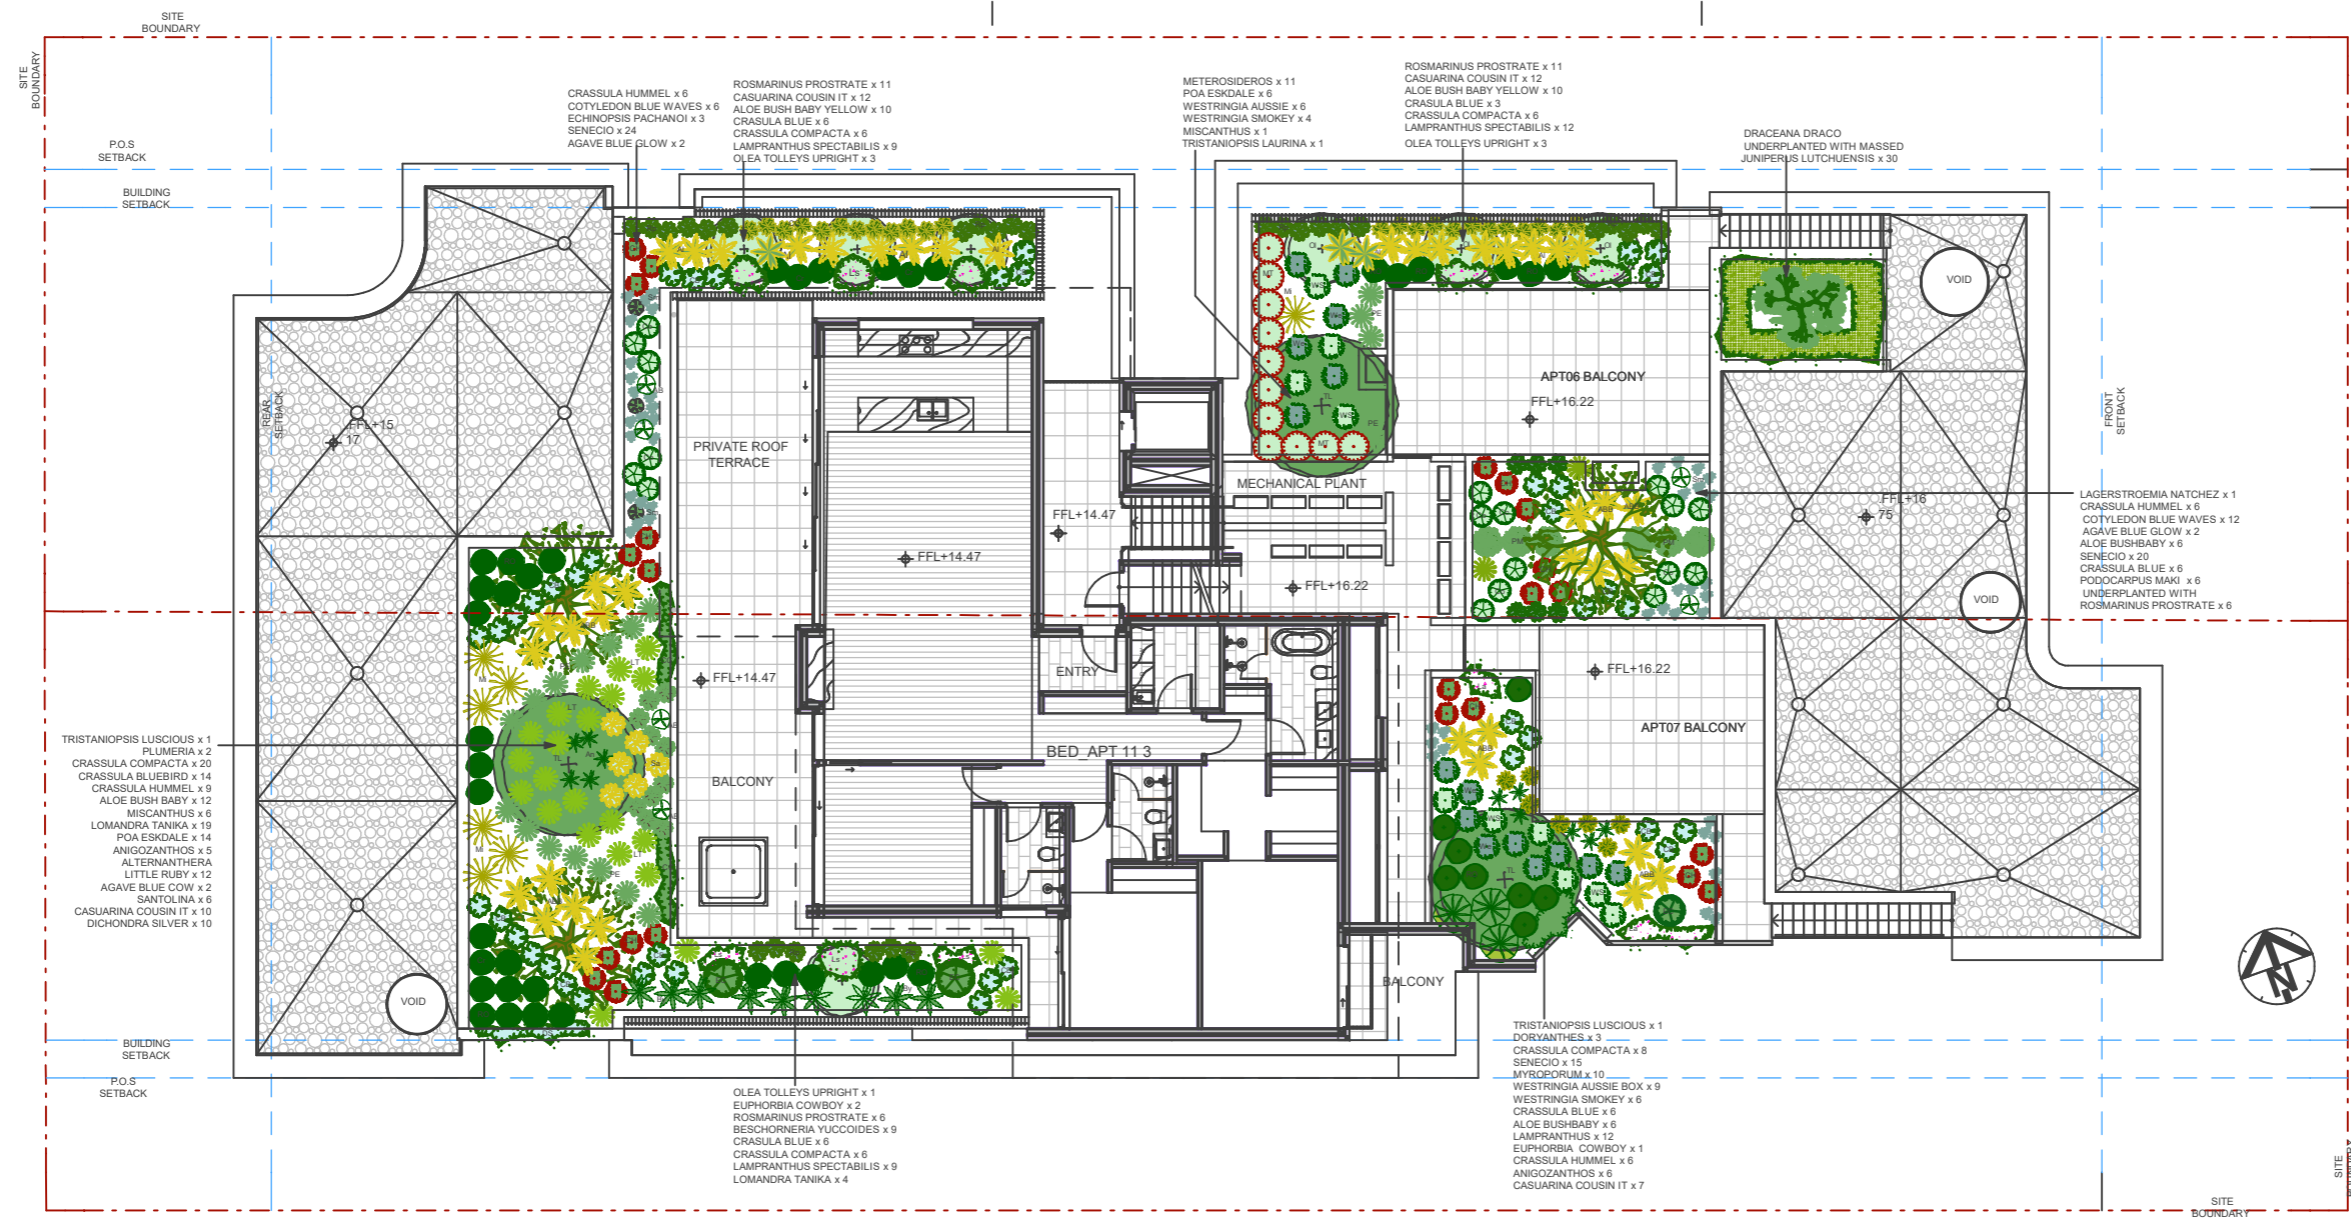 SITE
BOUNDARY
SITE
BOUNDARY
P.O.S
SETBACK
BUILDING
SETBACK
CRASSULA HUMMEL x 6
COTYLEDON BLUE WAVES x 6
ECHINOPSIS PACHANOI x 3
SENECIO x 24
AGAVE BLUE GLOW x 2
ROSMARINUS PROSTRATE x 11
CASUARINA COUSIN IT x 12
ALOE BUSH BABY YELLOW x 10
CRASULA BLUE x 6
CRASSULA COMPACTA x 6
LAMPRANTHUS SPECTABILIS x 9
OLEA TOLLEYS UPRIGHT x 3
METEROSIDEROS x 11
POA ESKDALE x 6
WESTRINGIA AUSSIE x 6
WESTRINGIA SMOKEY x 4
MISCANTHUS x 1
TRISTANIOPSIS LAURINA x 1
ROSMARINUS PROSTRATE x 11
CASUARINA COUSIN IT x 12
ALOE BUSH BABY YELLOW x 10
CRASULA BLUE x 3
CRASSULA COMPACTA x 6
LAMPRANTHUS SPECTABILIS x 12
OLEA TOLLEYS UPRIGHT x 3
DRACEANA DRACO
UNDERPLANTED WITH MASSED
JUNIPERUS LUTCHUENSIS x 30
VOID
APT06 BALCONY
FFL+16.22
REAR
SETBACK
FFL+15
17
PRIVATE ROOF
TERRACE
FRONT
SETBACK
MECHANICAL PLANT
FFL+14.47
FFL+14.47
FFL+16.22
FFL+16
75
LAGERSTROEMIA NATCHEZ x 1
CRASSULA HUMMEL x 6
COTYLEDON BLUE WAVES x 12
AGAVE BLUE GLOW x 2
ALOE BUSHBABY x 6
SENECIO x 20
CRASSULA BLUE x 6
PODOCARPUS MAKI x 6
UNDERPLANTED WITH
ROSMARINUS PROSTRATE x 6
VOID
ENTRY
FFL+14.47
FFL+16.22
APT07 BALCONY
BED_APT 11 3
BALCONY
TRISTANIOPSIS LUSCIOUS x 1
PLUMERIA x 2
CRASSULA COMPACTA x 20
CRASSULA BLUEBIRD x 14
CRASSULA HUMMEL x 9
ALOE BUSH BABY x 12
MISCANTHUS x 6
LOMANDRA TANIKA x 19
POA ESKDALE x 14
ANIGOZANTHOS x 5
ALTERNANTHERA
LITTLE RUBY x 12
AGAVE BLUE COW x 2
SANTOLINA x 6
CASUARINA COUSIN IT x 10
DICHONDRA SILVER x 10
VOID
BALCONY
N
BUILDING
SETBACK
P.O.S
SETBACK
OLEA TOLLEYS UPRIGHT x 1
EUPHORBIA COWBOY x 2
ROSMARINUS PROSTRATE x 6
BESCHORNERIA YUCCOIDES x 9
CRASULA BLUE x 6
CRASSULA COMPACTA x 6
LAMPRANTHUS SPECTABILIS x 9
LOMANDRA TANIKA x 4
TRISTANIOPSIS LUSCIOUS x 1
DORYANTHES x 3
CRASSULA COMPACTA x 8
SENECIO x 15
MYROPORUM x 10
WESTRINGIA AUSSIE BOX x 9
WESTRINGIA SMOKEY x 6
CRASSULA BLUE x 6
ALOE BUSHBABY x 6
LAMPRANTHUS x 12
EUPHORBIA COWBOY x 1
CRASSULA HUMMEL x 6
ANIGOZANTHOS x 6
CASUARINA COUSIN IT x 7
SITE
BOUNDARY
SITE